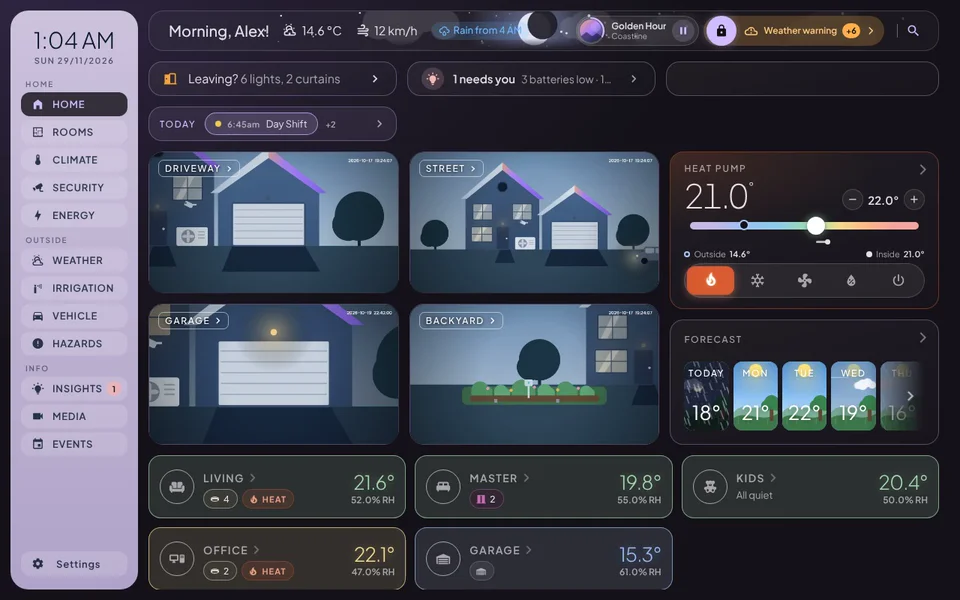 1:04 AM
SUN 29/11/2026
HOME
HOME
ROOMS
CLIMATE
SECURITY
ENERGY
OUTSIDE
WEATHER
IRRIGATION
VEHICLE
HAZARDS
INFO
INSIGHTS 1
MEDIA
EVENTS
Settings
Morning, Alex! 14.6 °C 12 km/h Rain from 4 AM
Golden Hour
Coastline
Weather warning +6
Leaving? 6 lights, 2 curtains
1 needs you 3 batteries low · 1...
TODAY 6:45am Day Shift +2
DRIVEWAY
STREET
GARAGE
BACKYARD
HEAT PUMP
21.0°
22.0°
Outside 14.6° Inside 21.0°
FORECAST
TODAY MON TUE WED THU
18° 21° 22° 19° 16°
LIVING
4 HEAT
21.6°
52.0% RH
MASTER
2
19.8°
55.0% RH
KIDS
All quiet
20.4°
50.0% RH
OFFICE
2 HEAT
22.1°
47.0% RH
GARAGE
15.3°
61.0% RH